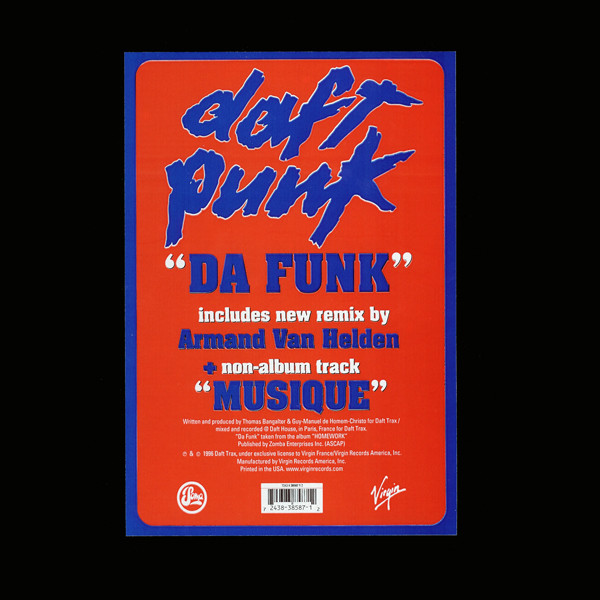 daft
punk
“DA FUNK”
includes new remix by
Armand Van Helden
+ non-album track
“MUSIQUE”
Written and produced by Thomas Bangalter & Guy-Manuel de Homem-Christo for Daft Trax /
mixed and recorded @ Daft House, in Paris, France for Daft Trax.
"Da Funk" taken from the album "HOMEWORK"
Published by Zomba Enterprises Inc. (ASCAP)
℗ & © 1996 Daft Trax, under exclusive license to Virgin France/Virgin Records America, Inc.
Manufactured by Virgin Records America, Inc.
Printed in the USA. www.virginrecords.com
7 2438-38587-1 2
Virgin